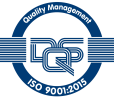 Quality Management
DQS
ISO 9001:2015